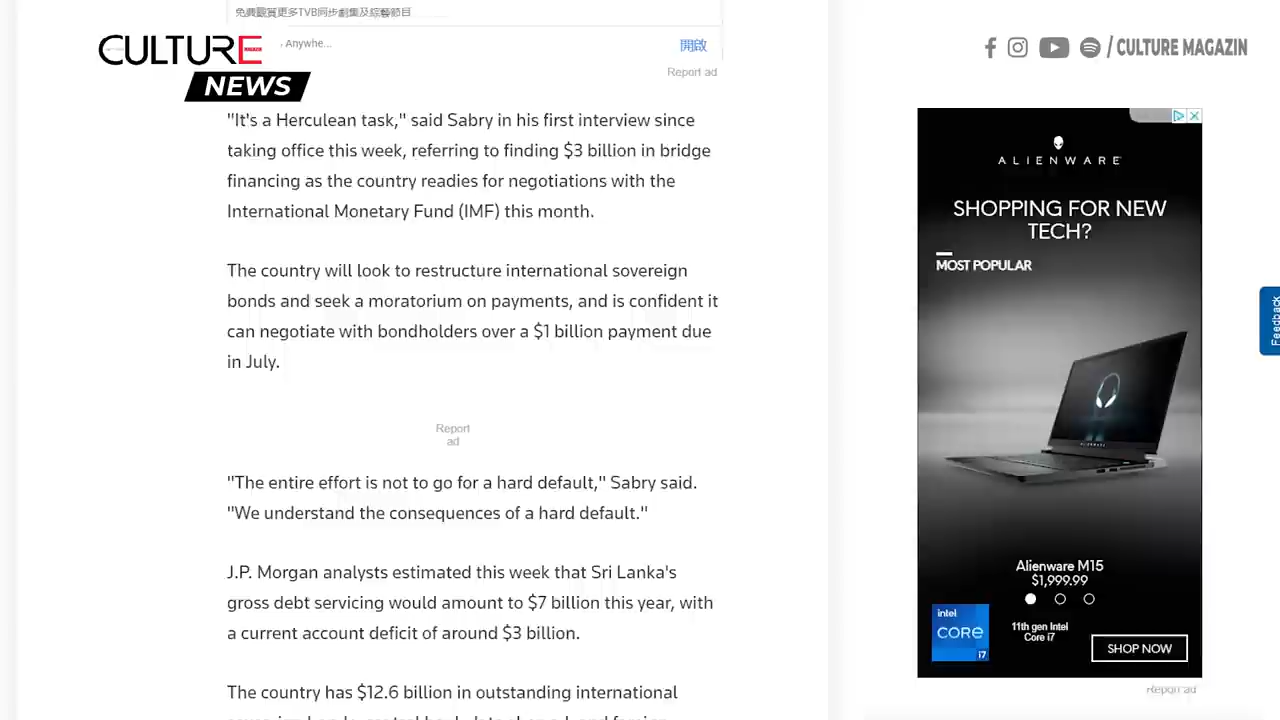 免費觀賞更多TVB同步劇集及綜藝節目
CULTURE
Anywhe...
開啟
/ CULTURE MAGAZIN
NEWS
Report ad
"It's a Herculean task," said Sabry in his first interview since
taking office this week, referring to finding $3 billion in bridge
financing as the country readies for negotiations with the
International Monetary Fund (IMF) this month.
The country will look to restructure international sovereign
bonds and seek a moratorium on payments, and is confident it
can negotiate with bondholders over a $1 billion payment due
in July.
Report
ad
"The entire effort is not to go for a hard default," Sabry said.
"We understand the consequences of a hard default."
J.P. Morgan analysts estimated this week that Sri Lanka's
gross debt servicing would amount to $7 billion this year, with
a current account deficit of around $3 billion.
The country has $12.6 billion in outstanding international
ALIENWARE
SHOPPING FOR NEW
TECH?
MOST POPULAR
ALIENWARE
Alienware M15
$1,999.99
intel
CORE
i7
11th gen Intel
Core i7
SHOP NOW
Report ad
Feedback